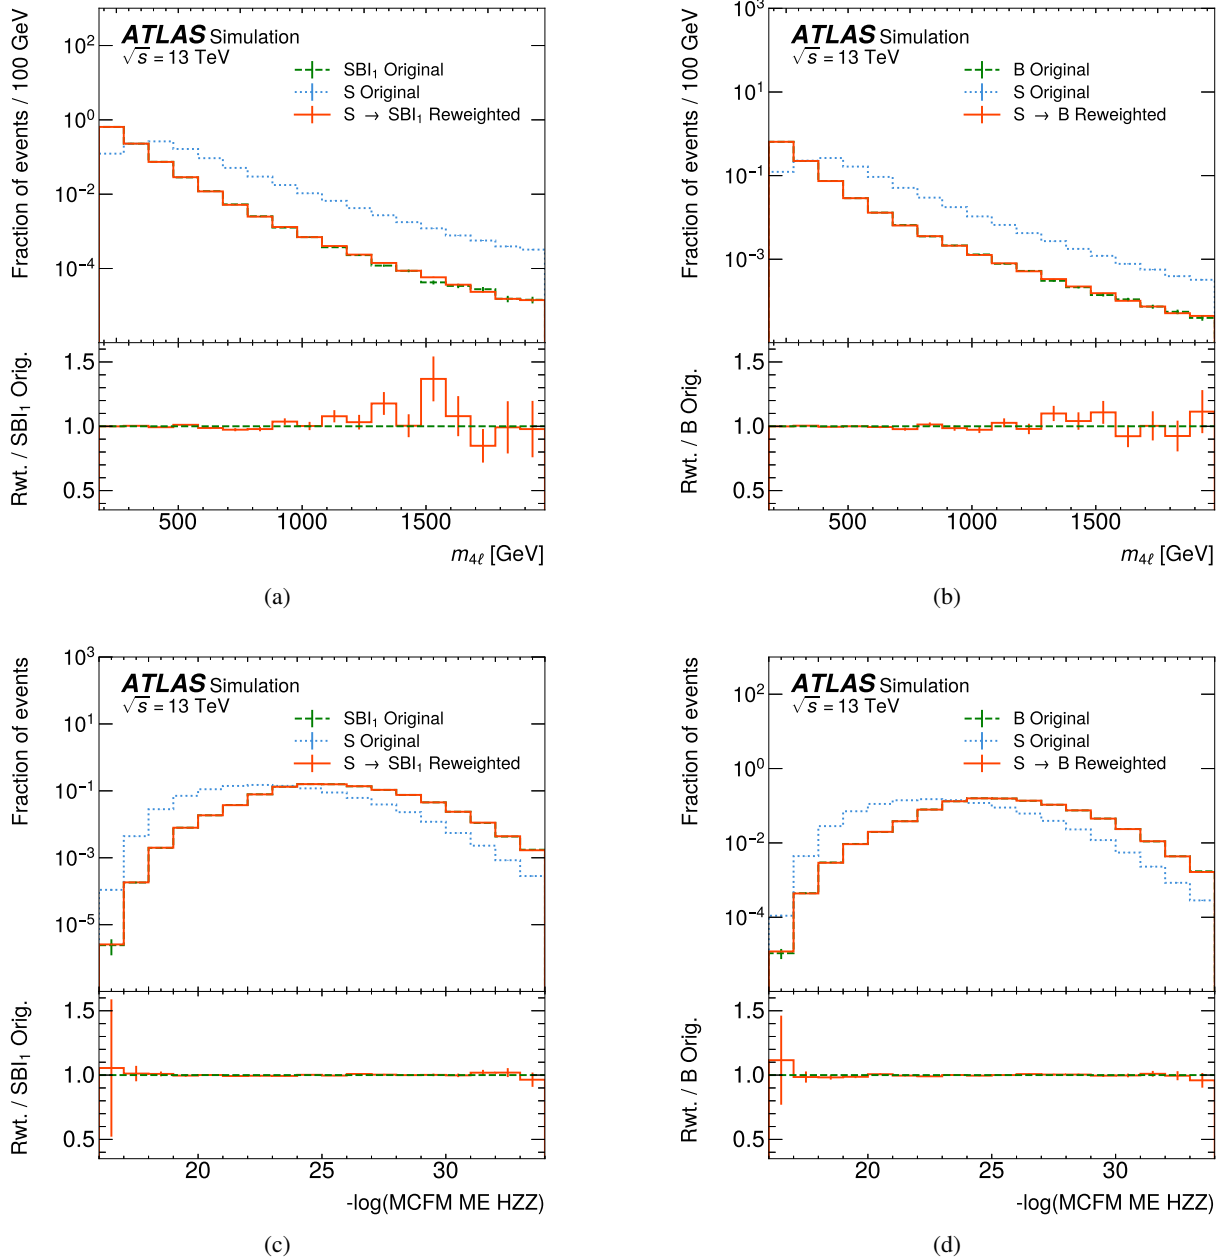 ATLAS Simulation
√s = 13 TeV
SBI₁ Original
S Original
S → SBI₁ Reweighted
Fraction of events / 100 GeV
10²
10⁰
10⁻²
10⁻⁴
Rwt. / SBI₁ Orig.
1.5
1.0
0.5
500 1000 1500
m₄ℓ [GeV]
(a)
ATLAS Simulation
√s = 13 TeV
B Original
S Original
S → B Reweighted
Fraction of events / 100 GeV
10³
10¹
10⁻¹
10⁻³
Rwt. / B Orig.
1.5
1.0
0.5
500 1000 1500
m₄ℓ [GeV]
(b)
ATLAS Simulation
√s = 13 TeV
SBI₁ Original
S Original
S → SBI₁ Reweighted
Fraction of events
10³
10¹
10⁻¹
10⁻³
10⁻⁵
Rwt. / SBI₁ Orig.
1.5
1.0
0.5
20 25 30
-log(MCFM ME HZZ)
(c)
ATLAS Simulation
√s = 13 TeV
B Original
S Original
S → B Reweighted
Fraction of events
10²
10⁰
10⁻²
10⁻⁴
Rwt. / B Orig.
1.5
1.0
0.5
20 25 30
-log(MCFM ME HZZ)
(d)